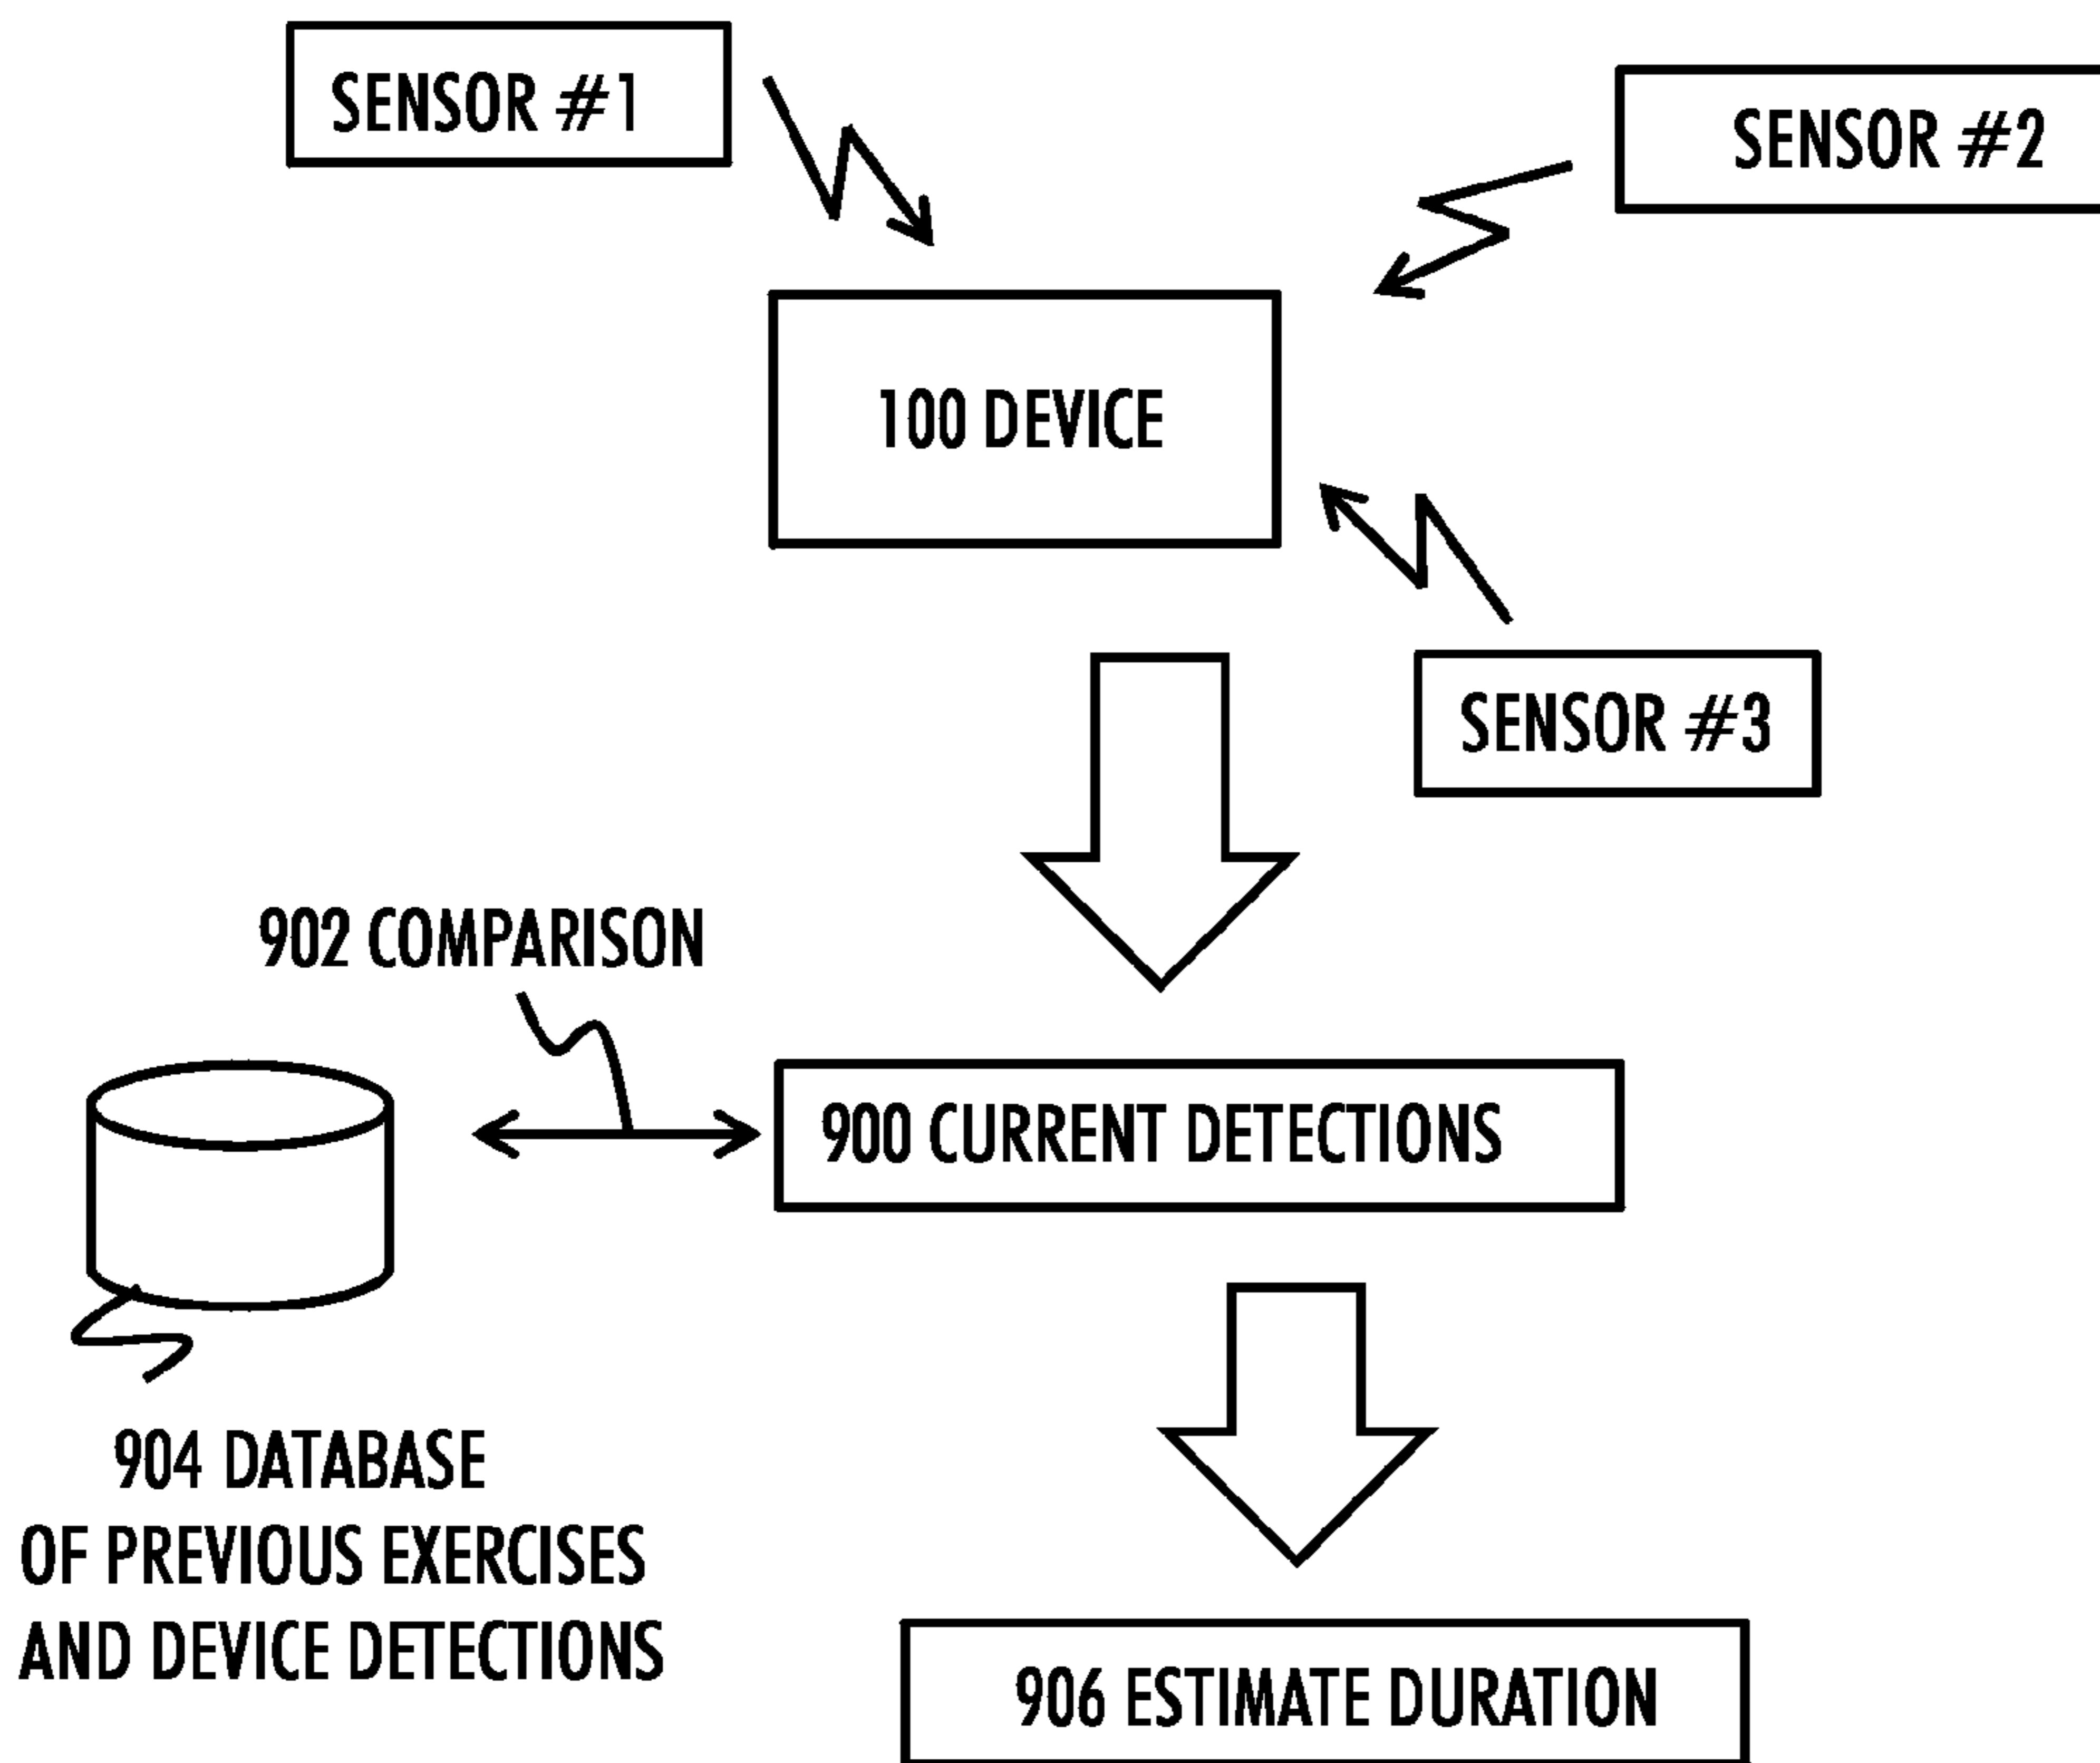 SENSOR #1
SENSOR #2
100 DEVICE
SENSOR #3
902 COMPARISON
900 CURRENT DETECTIONS
904 DATABASE
OF PREVIOUS EXERCISES
AND DEVICE DETECTIONS
906 ESTIMATE DURATION